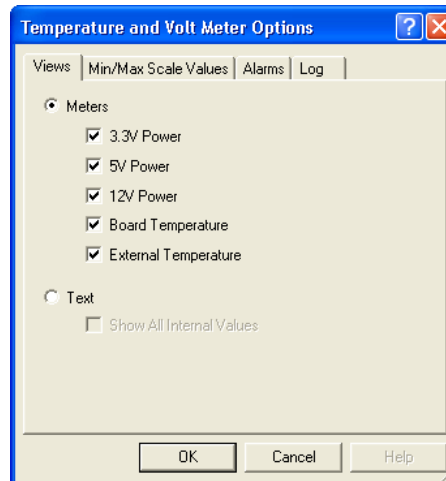 Temperature and Volt Meter Options ? X
Views Min/Max Scale Values Alarms Log
Meters
3.3V Power
5V Power
12V Power
Board Temperature
External Temperature
Text
Show All Internal Values
OK Cancel Help